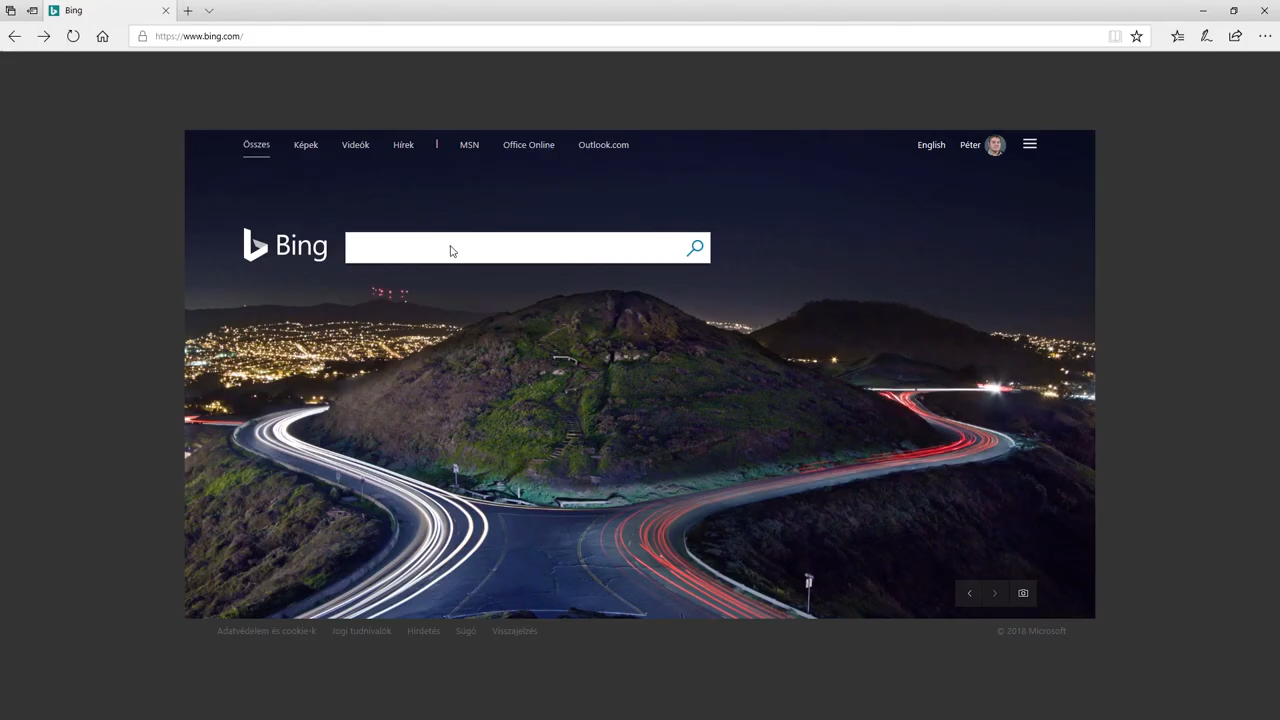 Bing
https://www.bing.com/
Összes Képek Videók Hírek | MSN Office Online Outlook.com English Péter
Bing
Adatvédelem és cookie-k Jogi tudnivalók Hirdetés Súgó Visszajelzés © 2018 Microsoft